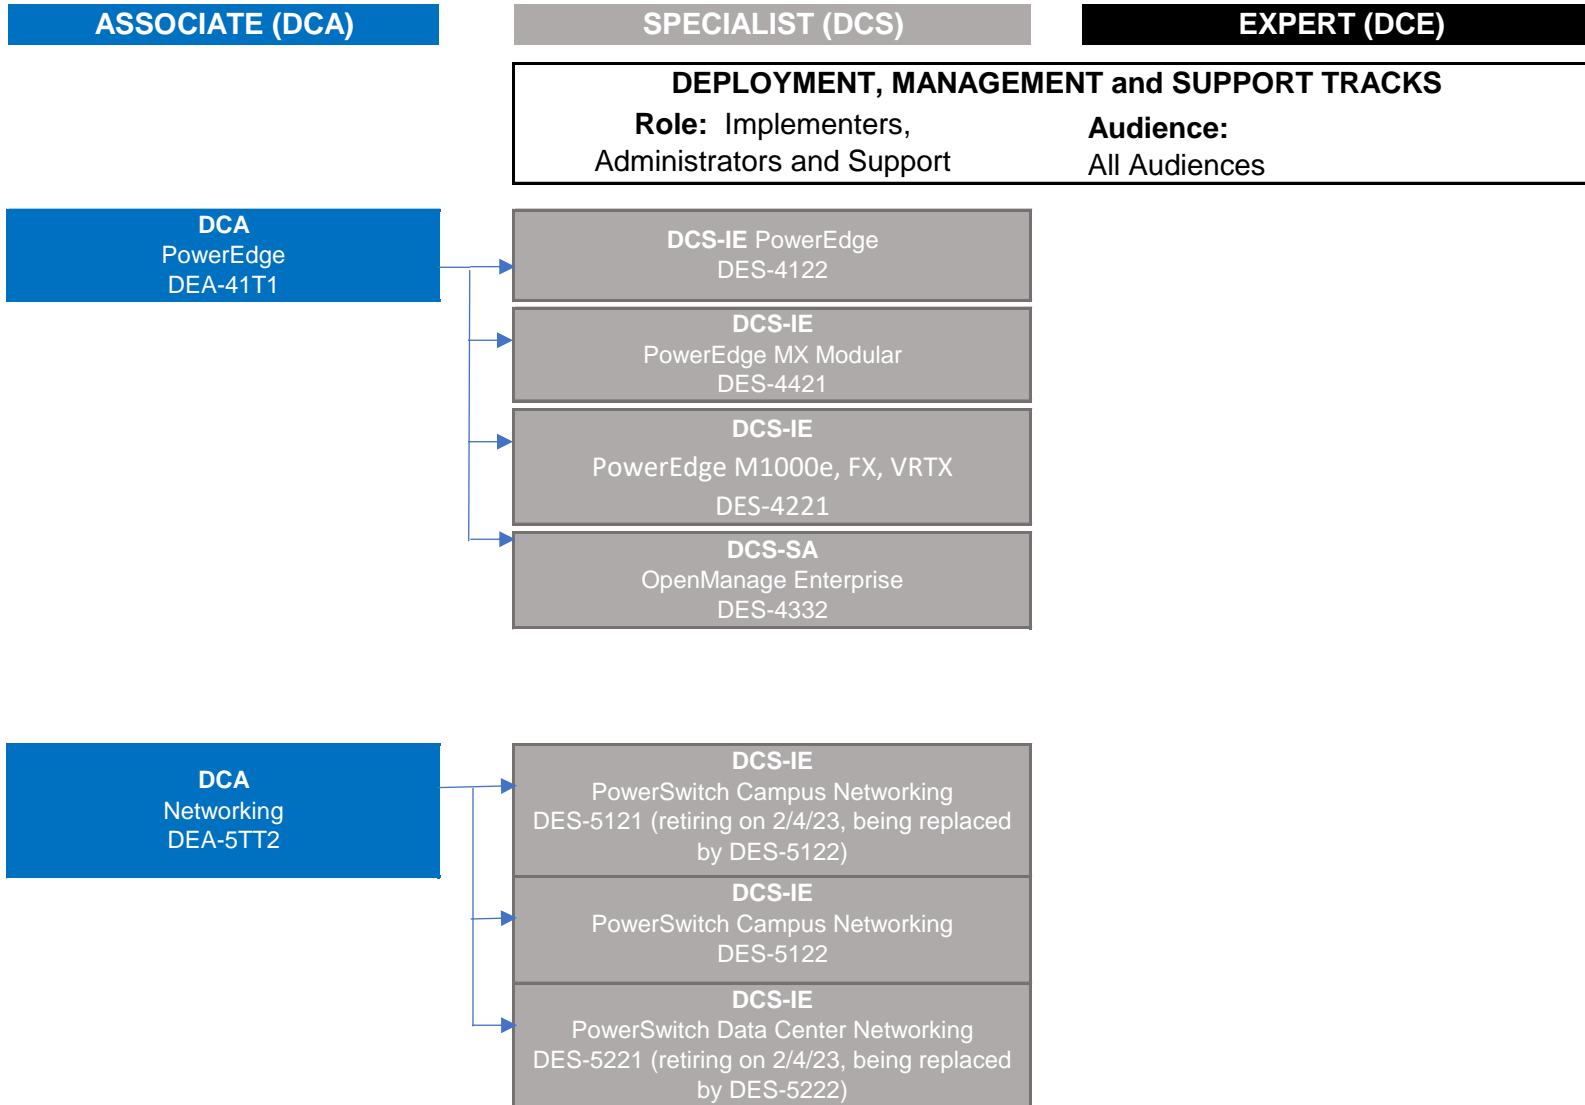 ASSOCIATE (DCA)
SPECIALIST (DCS)
EXPERT (DCE)
DEPLOYMENT, MANAGEMENT and SUPPORT TRACKS
Role: Implementers,
Administrators and Support
Audience:
All Audiences
DCA
PowerEdge
DEA-41T1
DCS-IE PowerEdge
DES-4122
DCS-IE
PowerEdge MX Modular
DES-4421
DCS-IE
PowerEdge M1000e, FX, VRTX
DES-4221
DCS-SA
OpenManage Enterprise
DES-4332
DCA
Networking
DEA-5TT2
DCS-IE
PowerSwitch Campus Networking
DES-5121 (retiring on 2/4/23, being replaced
by DES-5122)
DCS-IE
PowerSwitch Campus Networking
DES-5122
DCS-IE
PowerSwitch Data Center Networking
DES-5221 (retiring on 2/4/23, being replaced
by DES-5222)